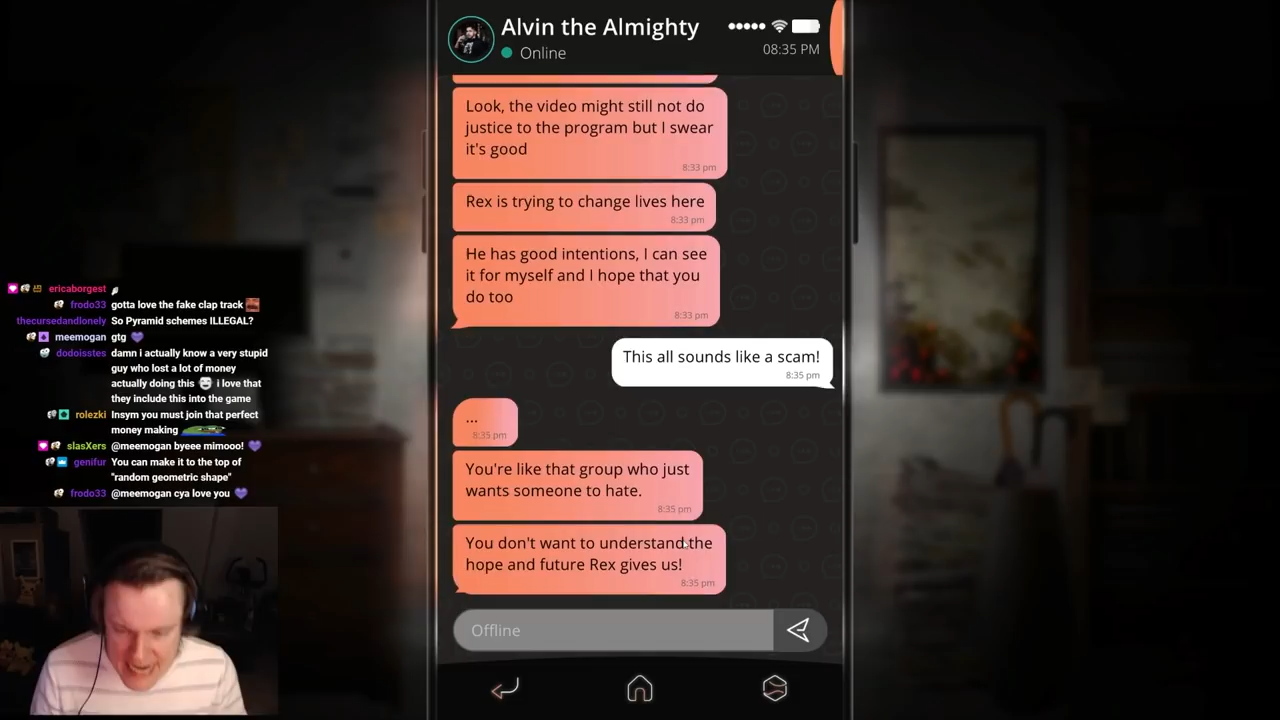 Alvin the Almighty
Online
08:35 PM
Look, the video might still not do
justice to the program but I swear
it's good
8:33 pm
Rex is trying to change lives here
8:33 pm
He has good intentions, I can see
it for myself and I hope that you
do too
8:33 pm
This all sounds like a scam!
8:35 pm
...
8:35 pm
You're like that group who just
wants someone to hate.
8:35 pm
You don't want to understand the
hope and future Rex gives us!
8:35 pm
Offline
ericaborgest
frodo33 gotta love the fake clap track
thecursedandlonely So Pyramid schemes ILLEGAL?
meemogan gtg
dodoisstes damn i actually know a very stupid
guy who lost a lot of money
actually doing this i love that
they include this into the game
rolezki Insym you must join that perfect
money making
slasXers @meemogan byeee mimooo!
genifur You can make it to the top of
"random geometric shape"
frodo33 @meemogan cya love you